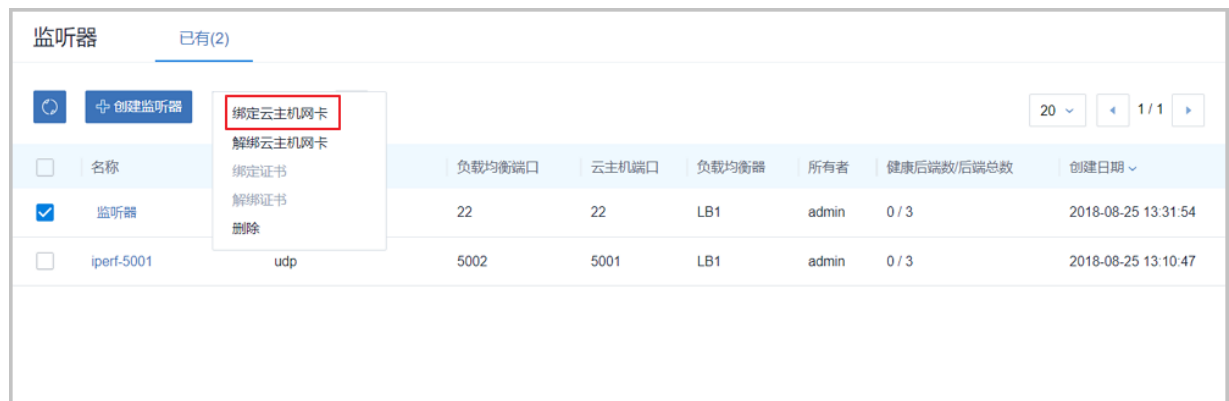 监听器 已有(2)
创建监听器 20 1 / 1
绑定云主机网卡
解绑云主机网卡
绑定证书
解绑证书
删除
名称 负载均衡端口 云主机端口 负载均衡器 所有者 健康后端数/后端总数 创建日期
监听器 22 22 LB1 admin 0 / 3 2018-08-25 13:31:54
iperf-5001 udp 5002 5001 LB1 admin 0 / 3 2018-08-25 13:10:47